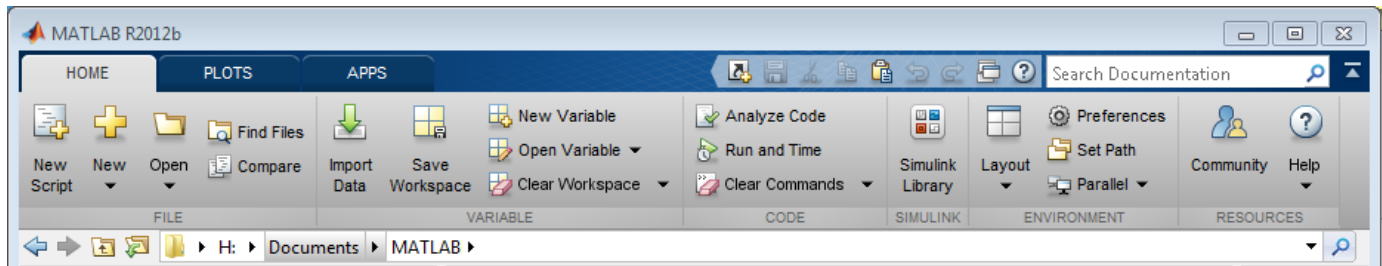 MATLAB R2012b
HOME PLOTS APPS Search Documentation
New Script New Open Find Files Compare Import Data Save Workspace New Variable Open Variable Clear Workspace Analyze Code Run and Time Clear Commands Simulink Library Layout Preferences Set Path Parallel Community Help
FILE VARIABLE CODE SIMULINK ENVIRONMENT RESOURCES
H: Documents MATLAB